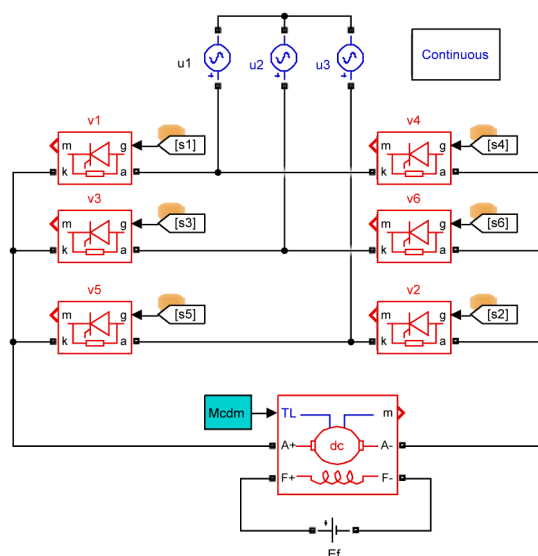 u1
u2
u3
Continuous
v1
v4
m
g
[s1]
m
g
[s4]
k
a
k
a
v3
v6
m
g
[s3]
m
g
[s6]
k
a
k
a
v5
v2
m
g
[s5]
m
g
[s2]
k
a
k
a
Mcdm
TL
m
A+
dc
A-
F+
F-
+
Ef